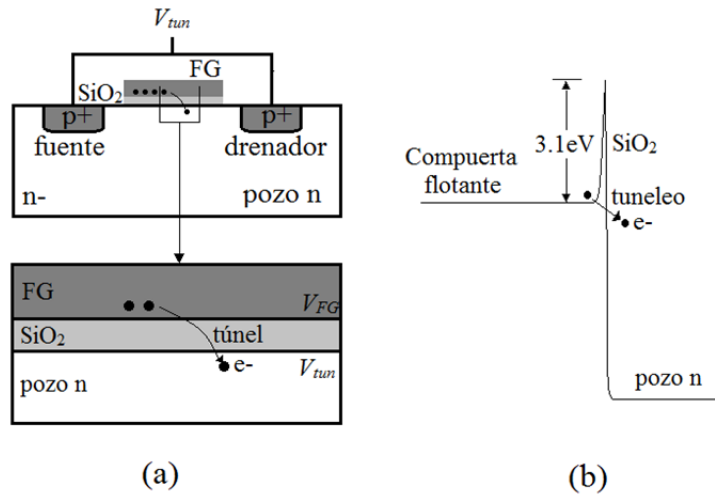 V_tun
FG
SiO₂
p+
p+
fuente
drenador
n-
pozo n
FG
V_FG
SiO₂
túnel
e-
V_tun
pozo n
(a)
3.1eV
SiO₂
Compuerta
flotante
tuneleo
e-
pozo n
(b)